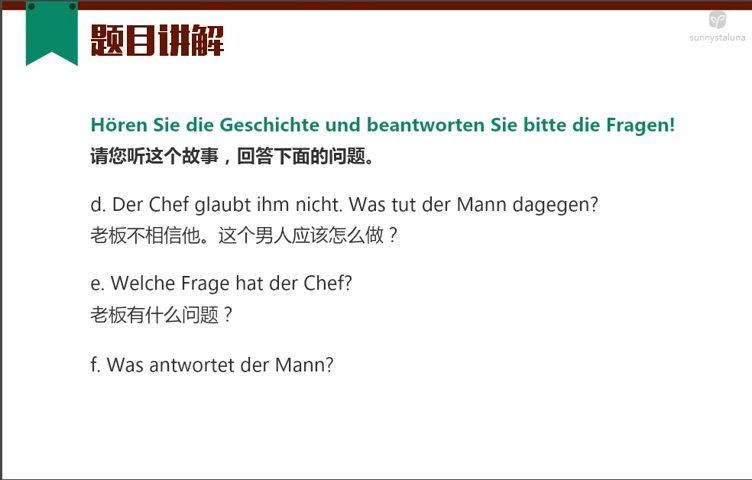 题目讲解
sunnystaluna
Hören Sie die Geschichte und beantworten Sie bitte die Fragen!
请您听这个故事，回答下面的问题。
d. Der Chef glaubt ihm nicht. Was tut der Mann dagegen?
老板不相信他。这个男人应该怎么做？
e. Welche Frage hat der Chef?
老板有什么问题？
f. Was antwortet der Mann?